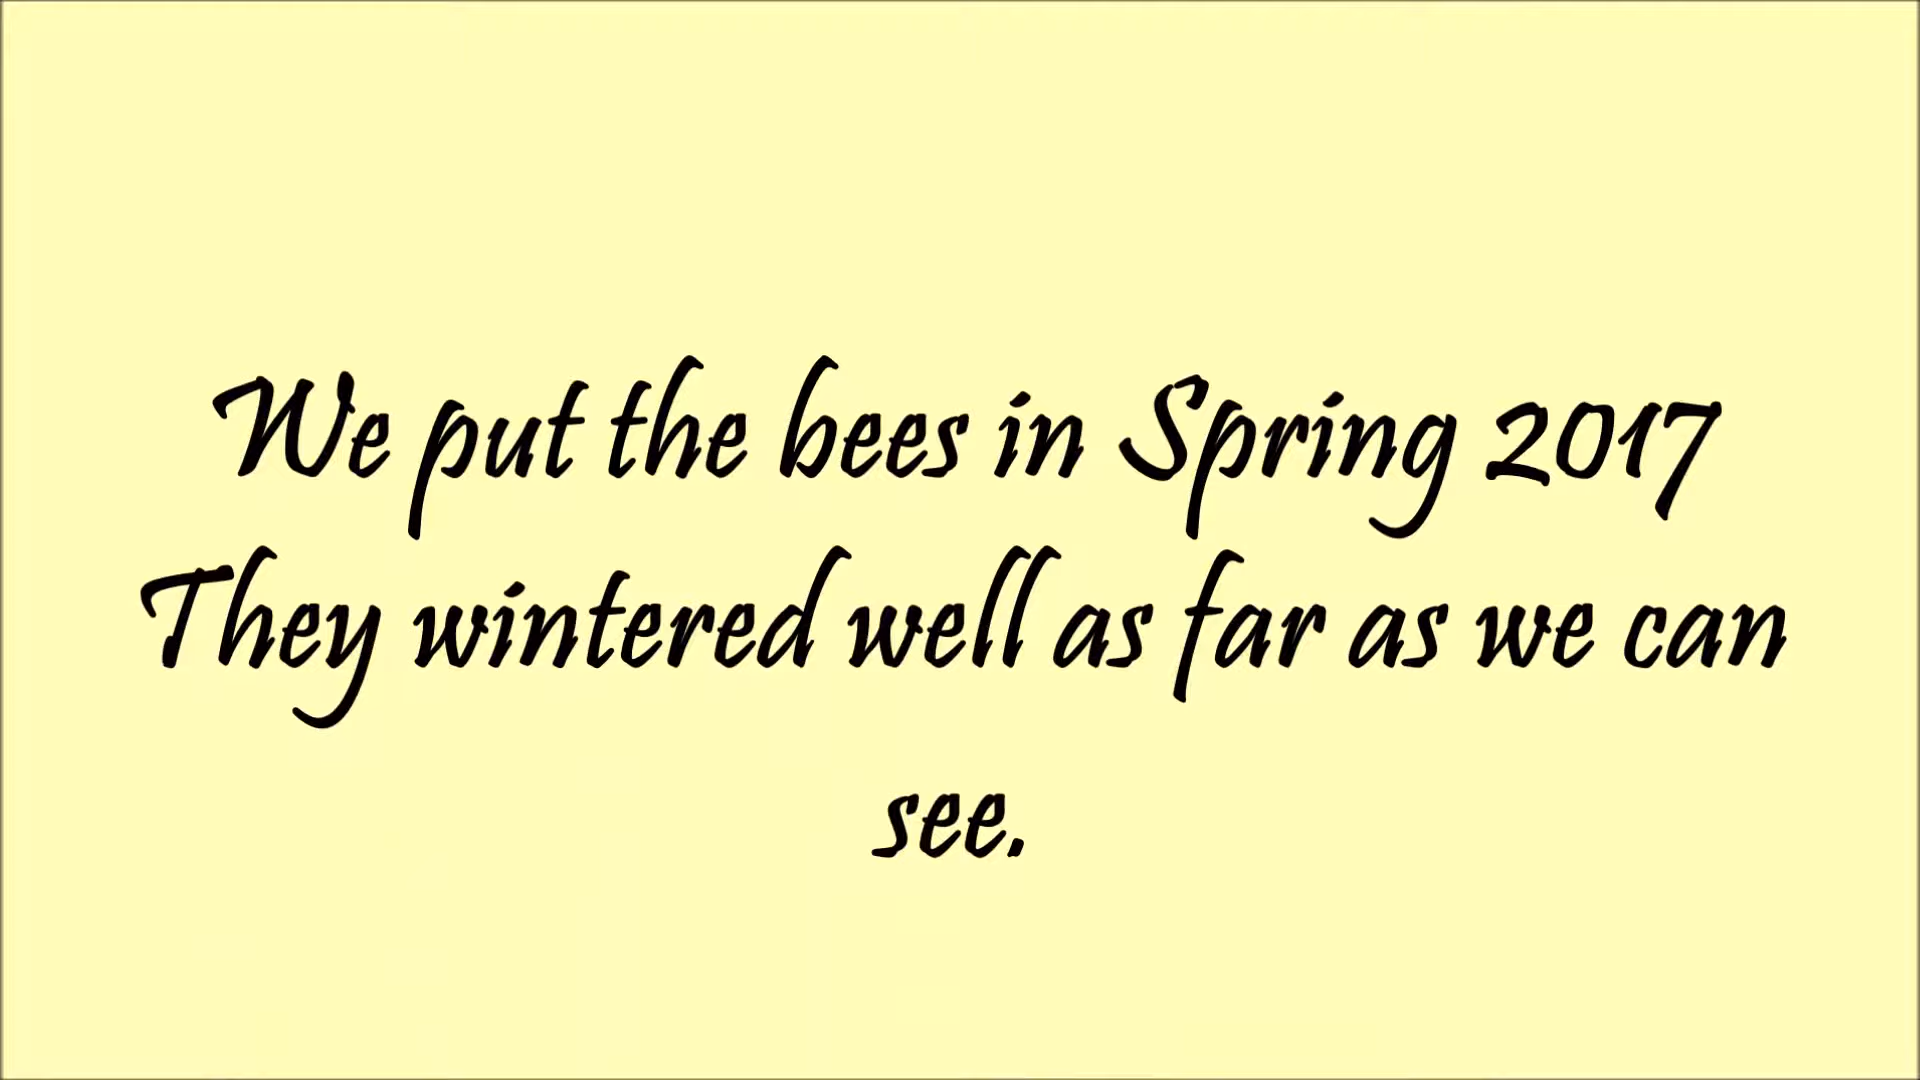 We put the bees in Spring 2017
They wintered well as far as we can
see.